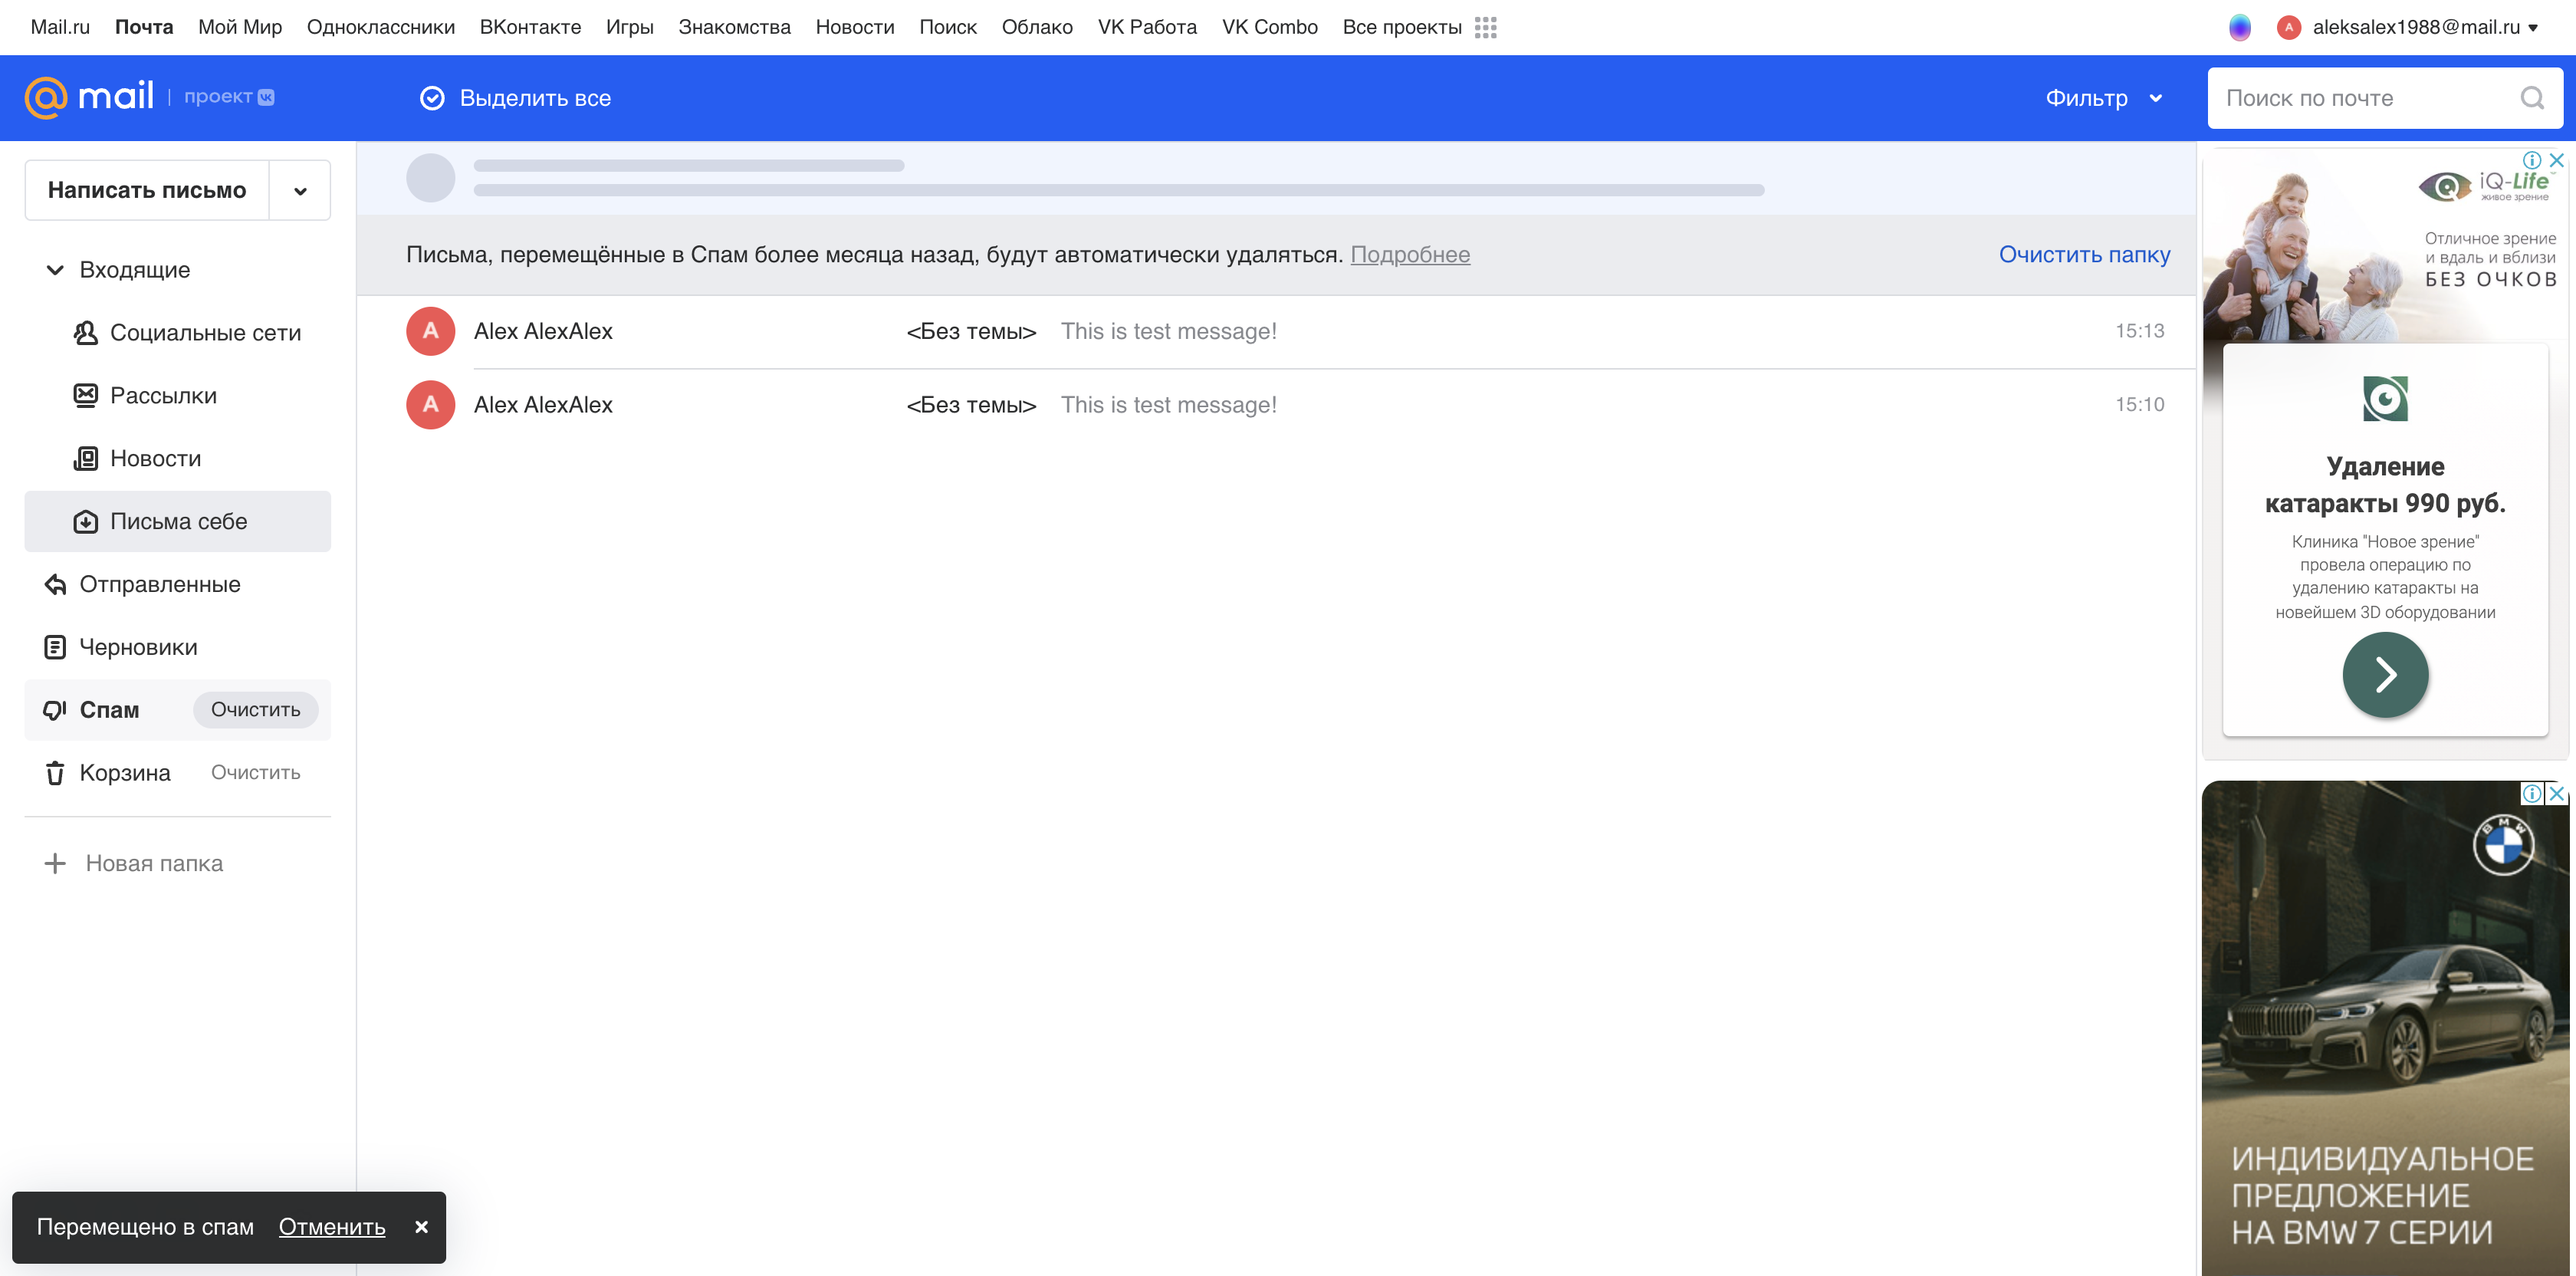 Mail.ru Почта Мой Мир Одноклассники ВКонтакте Игры Знакомства Новости Поиск Облако VK Работа VK Combo Все проекты
aleksalex1988@mail.ru
mail проект
Выделить все
Фильтр
Поиск по почте
Написать письмо
Входящие
Социальные сети
Рассылки
Новости
Письма себе
Отправленные
Черновики
Спам Очистить
Корзина Очистить
Новая папка
Письма, перемещённые в Спам более месяца назад, будут автоматически удаляться. Подробнее
Очистить папку
A Alex AlexAlex <Без темы> This is test message! 15:13
A Alex AlexAlex <Без темы> This is test message! 15:10
iQ-Life
живое зрение
Отличное зрение
и вдаль и вблизи
БЕЗ ОЧКОВ
Удаление
катаракты 990 руб.
Клиника "Новое зрение"
провела операцию по
удалению катаракты на
новейшем 3D оборудовании
BMW
ИНДИВИДУАЛЬНОЕ
ПРЕДЛОЖЕНИЕ
НА BMW 7 СЕРИИ
Перемещено в спам Отменить